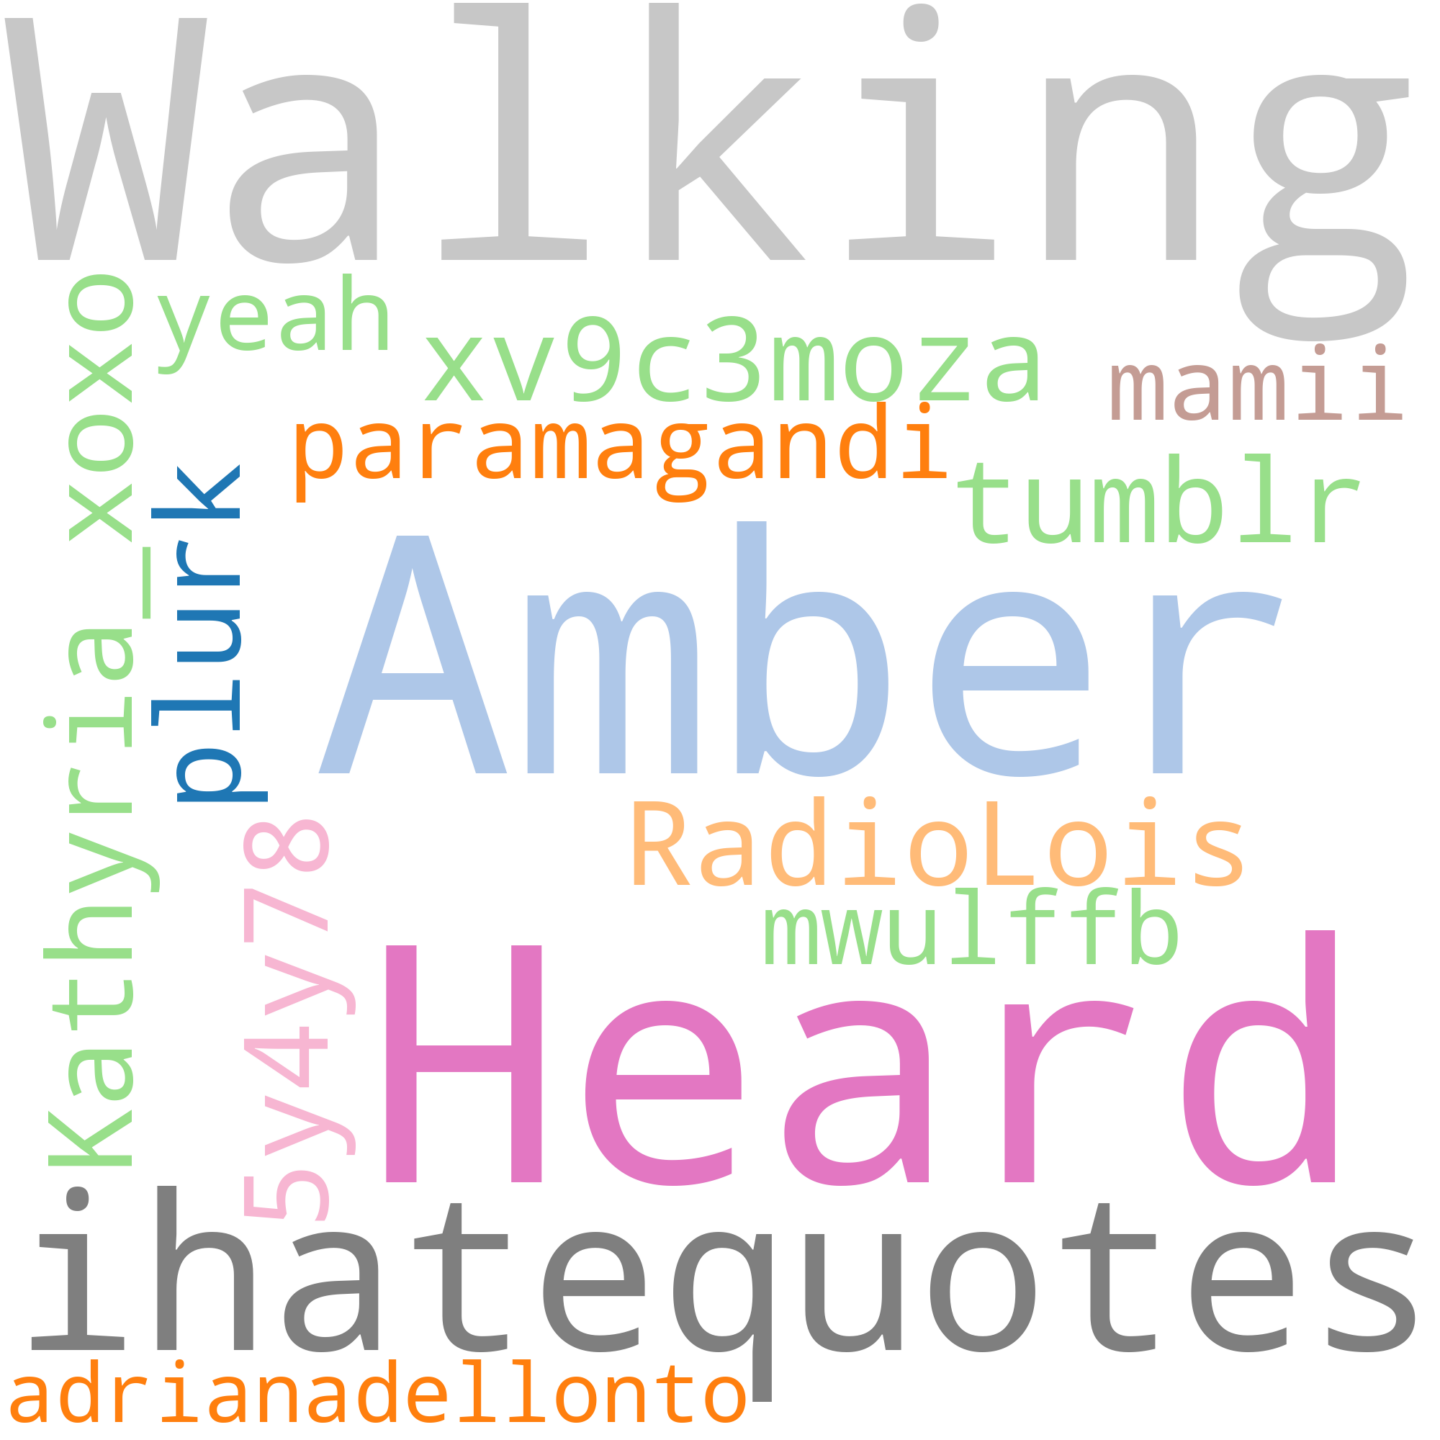 Walking
yeah
xv9c3moza
mamii
paramagandi
tumblr
Kathyria_xoxo
plurk
Amber
RadioLois
mwulffb
5y4y78
Heard
ihatequotes
adrianadellonto